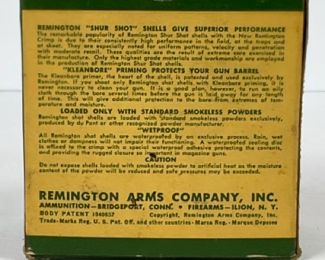 REMINGTON "SHUR SHOT" SHELLS GIVE SUPERIOR PERFORMANCE
The remarkable popularity of Remington Shur Shot shells with the New Remington
Crimp is due to their consistently high performance in the field, at the traps and
at skeet. They are especially noted for uniform patterns, velocity and penetration
with moderate recoil. These qualities are the result of extreme care exercised in
their manufacture. Only the highest grade materials and workmanship are employed
in the production of Remington Shur Shot shells.
"KLEANBORE" PRIMING PROTECTS YOUR GUN BARREL
The Kleanbore primer, the heart of the shell, is patented and used exclusively by
Remington. If you shoot only Remington shells with Kleanbore priming, it is
never necessary to clean your gun. It is good practice, however, to run an oily
cloth through the bore several times before the gun is laid away for any length
of time. This will give additional protection to the bore from extremes of tem-
perature and moisture.
LOADED ONLY WITH STANDARD SMOKELESS POWDERS
Remington shot shells are loaded with standard smokeless powders, exclusively,
produced by du Pont or other recognized powder manufacturers.
"WETPROOF"
All Remington shot shells are waterproofed by an exclusive process. Rain, wet
clothes or dampness will not impair their functioning. A waterproofed sealing disc
is affixed to the crimp with a special waterproof adhesive protecting the contents
and providing the rugged closure so important in magazine guns.
CAUTION
Do not expose shells loaded with smokeless powder to artificial heat as the moisture
content of the smokeless powder will be reduced and pressures increased.
REMINGTON ARMS COMPANY, INC.
AMMUNITION—BRIDGEPORT, CONN. • FIREARMS—ILION, N. Y.
BODY PATENT 1940657 Copyright, Remington Arms Company, Inc.
Trade-Marks Reg. U. S. Pat. Off. and other countries - Marca Reg. - Marque Deposee